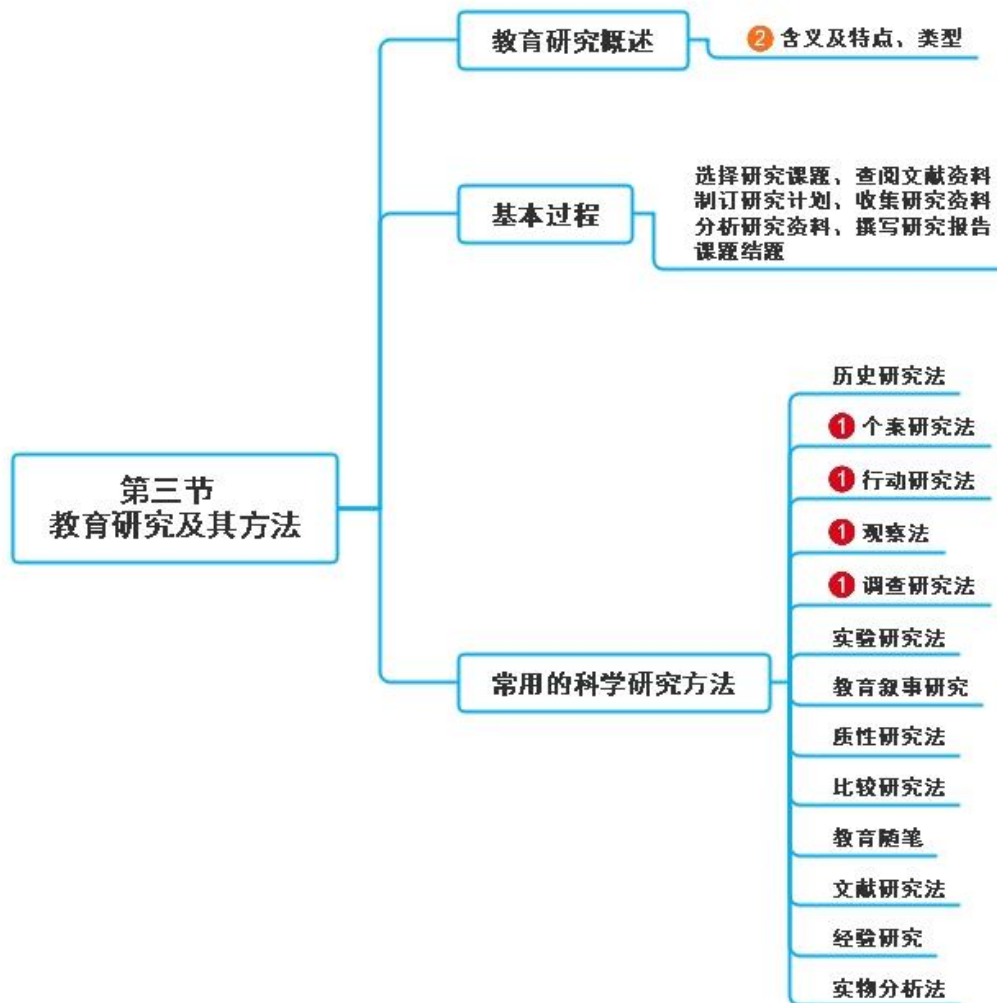 教育研究概述
2 含义及特点、类型
基本过程
选择研究课题、查阅文献资料
制订研究计划、收集研究资料
分析研究资料、撰写研究报告
课题结题
第三节
教育研究及其方法
常用的科学研究方法
历史研究法
1 个案研究法
1 行动研究法
1 观察法
1 调查研究法
实验研究法
教育叙事研究
质性研究法
比较研究法
教育随笔
文献研究法
经验研究
实物分析法